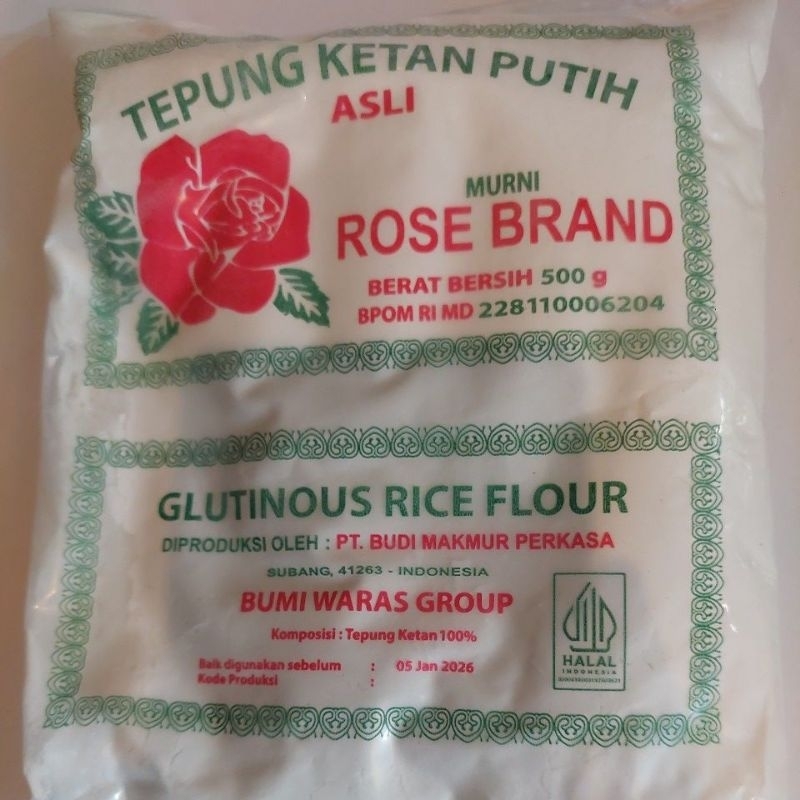 TEPUNG KETAN PUTIH
ASLI
MURNI
ROSE BRAND
BERAT BERSIH 500 g
BPOM RI MD 228110006204
GLUTINOUS RICE FLOUR
DIPRODUKSI OLEH : PT. BUDI MAKMUR PERKASA
SUBANG, 41263 - INDONESIA
BUMI WARAS GROUP
Komposisi : Tepung Ketan 100%
Baik digunakan sebelum : 05 Jan 2026
Kode Produksi :
HALAL
INDONESIA